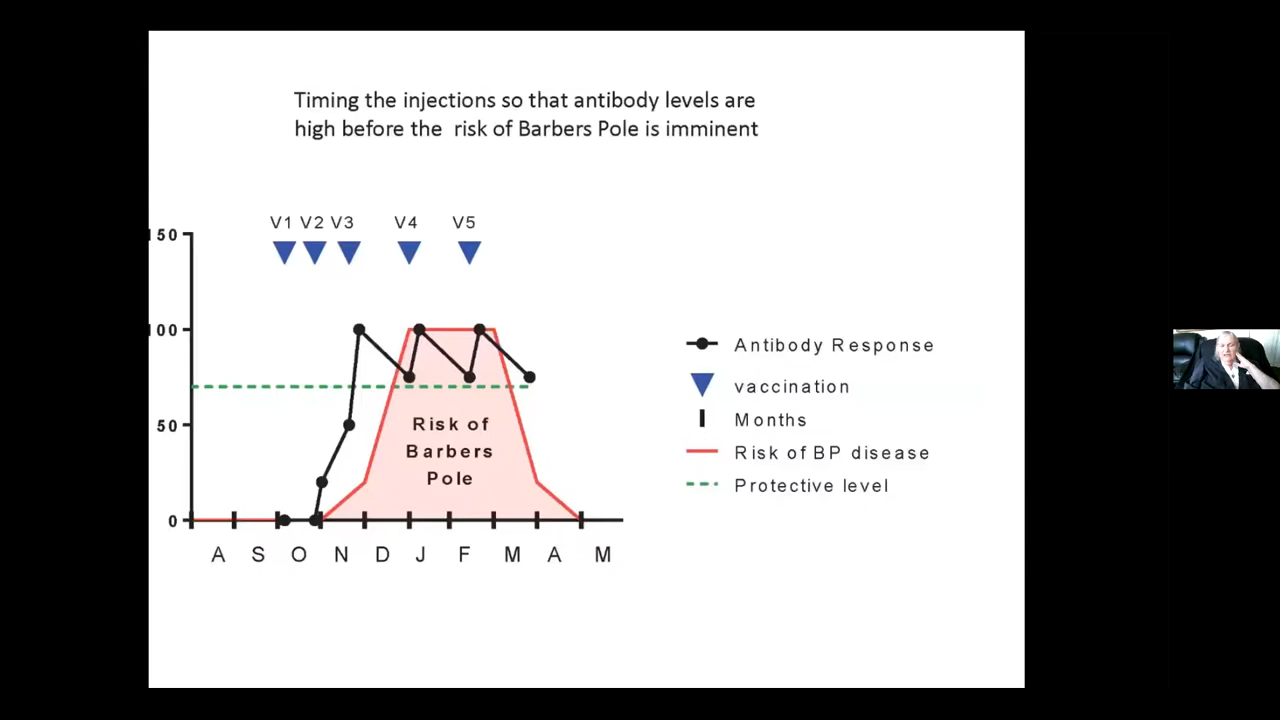 Timing the injections so that antibody levels are
high before the risk of Barbers Pole is imminent
V1 V2 V3 V4 V5
150
100
50
0
Risk of
Barbers
Pole
A S O N D J F M A M
Antibody Response
vaccination
Months
Risk of BP disease
Protective level